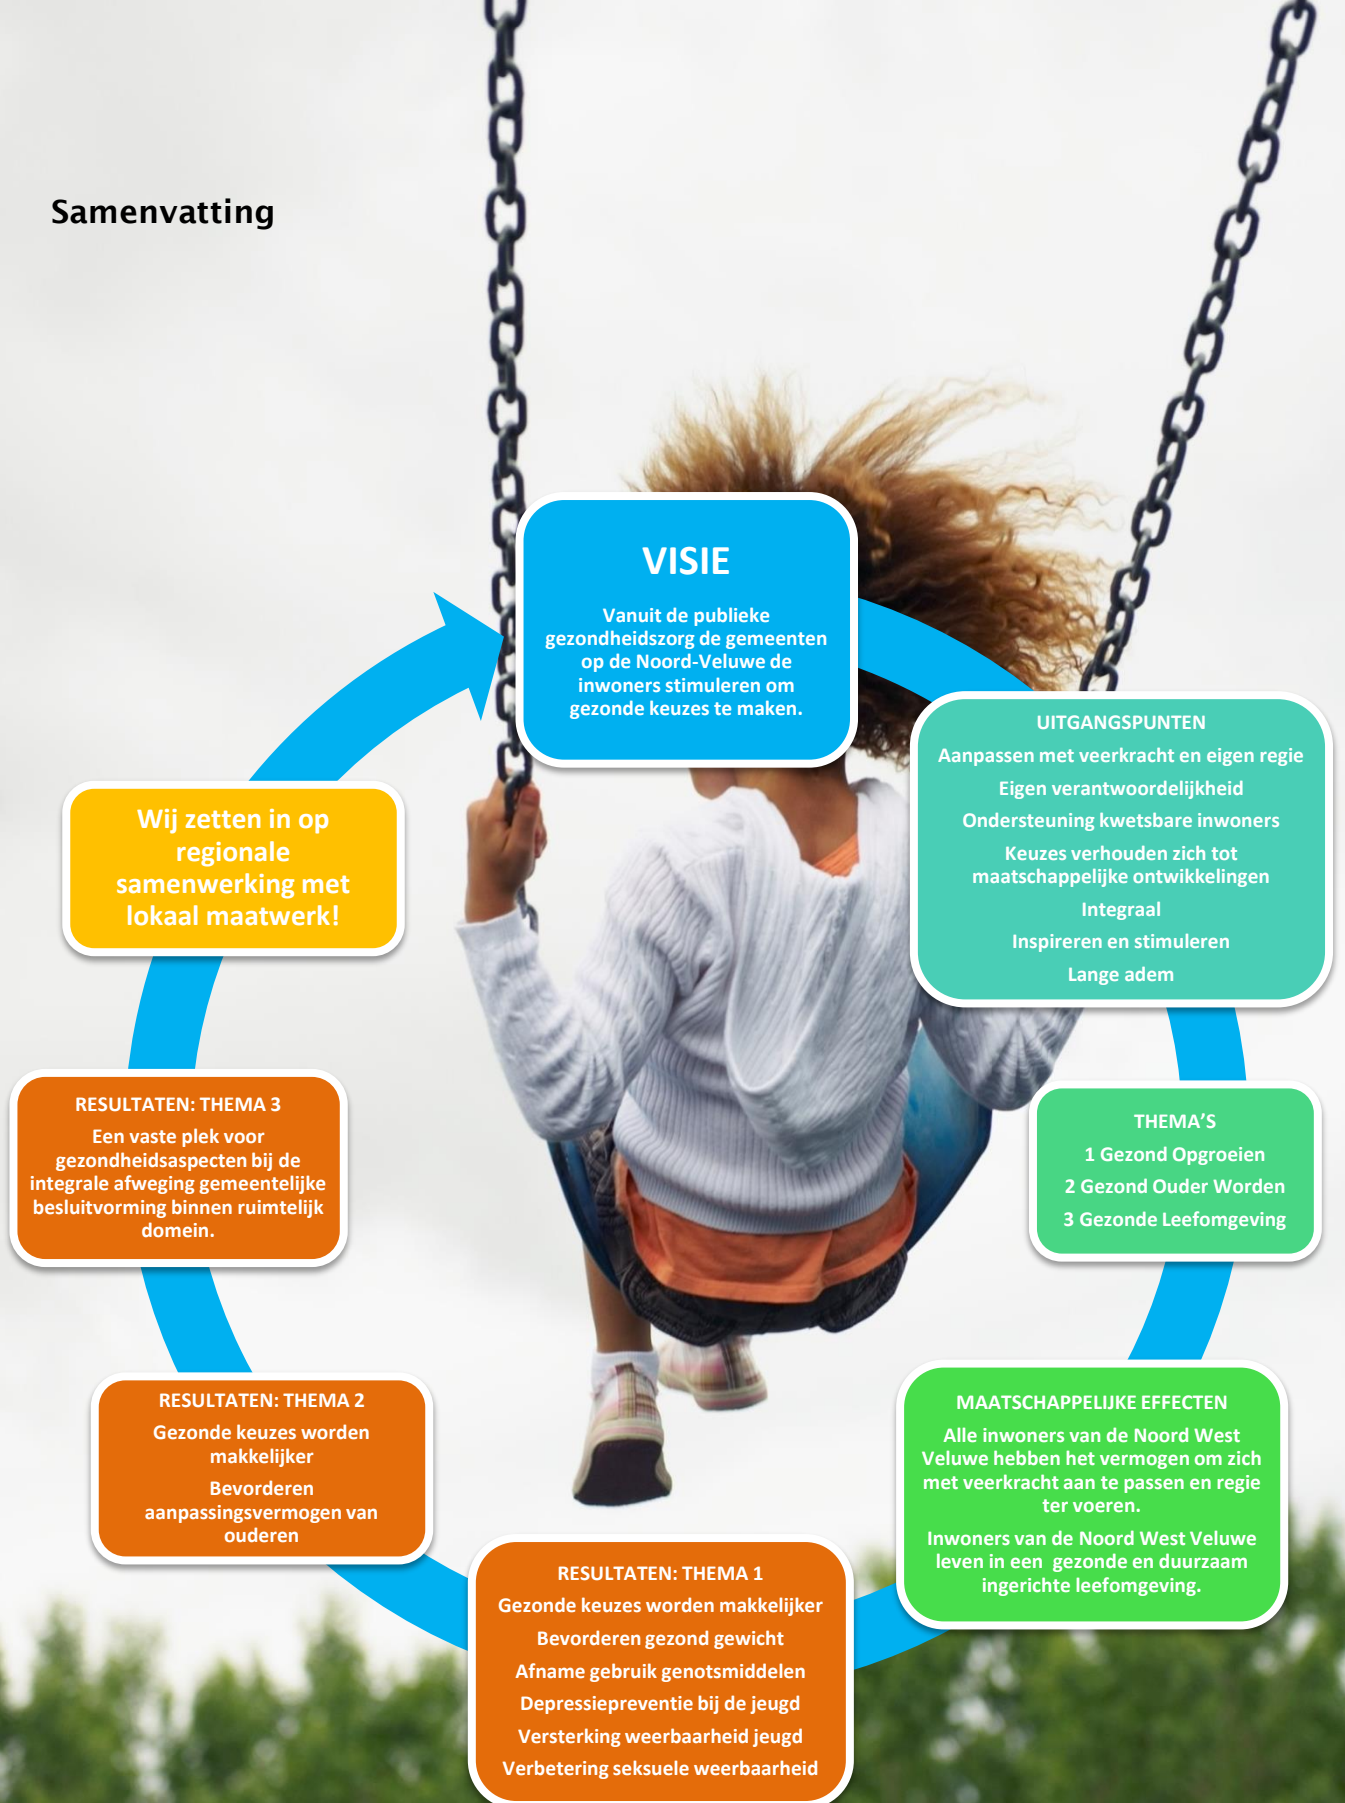 Samenvatting
VISIE
Vanuit de publieke
gezondheidszorg de gemeenten
op de Noord-Veluwe de
inwoners stimuleren om
gezonde keuzes te maken.
UITGANGSPUNTEN
Aanpassen met veerkracht en eigen regie
Eigen verantwoordelijkheid
Ondersteuning kwetsbare inwoners
Keuzes verhouden zich tot
maatschappelijke ontwikkelingen
Integraal
Inspireren en stimuleren
Lange adem
THEMA'S
1 Gezond Opgroeien
2 Gezond Ouder Worden
3 Gezonde Leefomgeving
MAATSCHAPPELIJKE EFFECTEN
Alle inwoners van de Noord West
Veluwe hebben het vermogen om zich
met veerkracht aan te passen en regie
ter voeren.
Inwoners van de Noord West Veluwe
leven in een gezonde en duurzaam
ingerichte leefomgeving.
RESULTATEN: THEMA 1
Gezonde keuzes worden makkelijker
Bevorderen gezond gewicht
Afname gebruik genotsmiddelen
Depressiepreventie bij de jeugd
Versterking weerbaarheid jeugd
Verbetering seksuele weerbaarheid
RESULTATEN: THEMA 2
Gezonde keuzes worden
makkelijker
Bevorderen
aanpassingsvermogen van
ouderen
RESULTATEN: THEMA 3
Een vaste plek voor
gezondheidsaspecten bij de
integrale afweging gemeentelijke
besluitvorming binnen ruimtelijk
domein.
Wij zetten in op
regionale
samenwerking met
lokaal maatwerk!